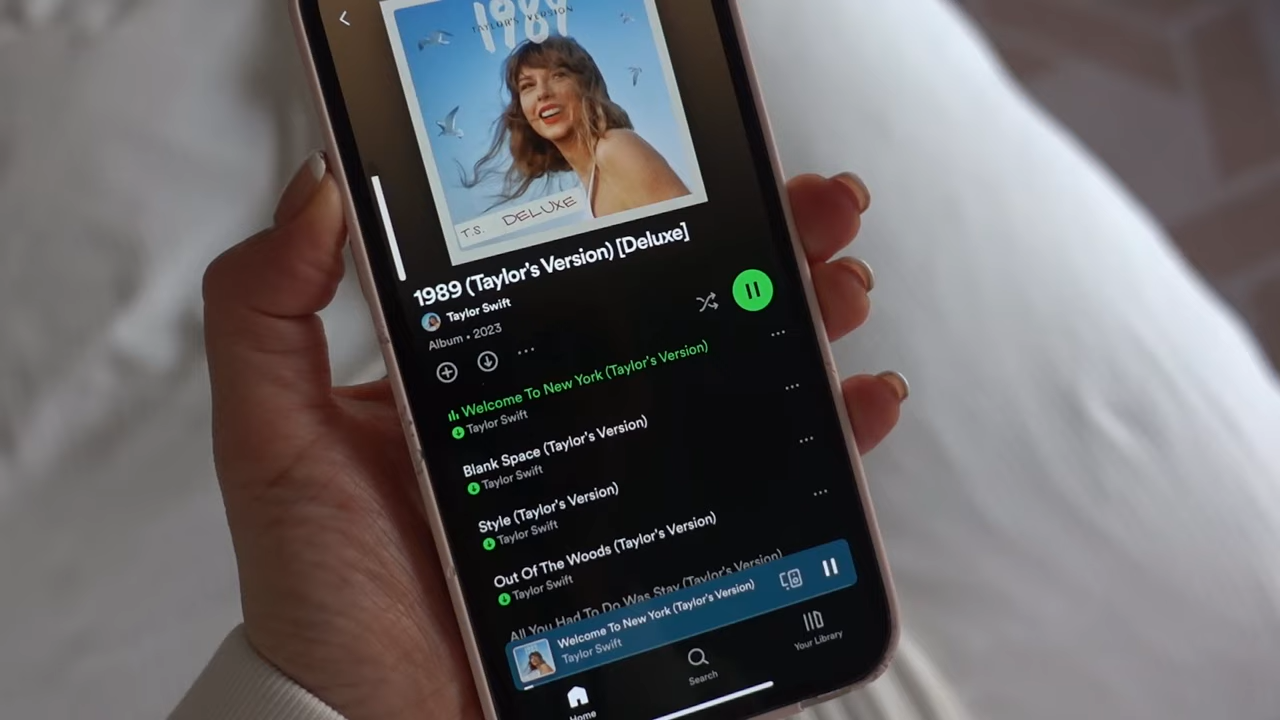 1989
TAYLOR'S VERSION
T.S. DELUXE
1989 (Taylor's Version) [Deluxe]
Taylor Swift
Album • 2023
Welcome To New York (Taylor's Version)
Taylor Swift
Blank Space (Taylor's Version)
Taylor Swift
Style (Taylor's Version)
Taylor Swift
Out Of The Woods (Taylor's Version)
Taylor Swift
All You Had To Do Was Stay (Taylor's Version)
Welcome To New York (Taylor's Version)
Taylor Swift
Home
Search
Your Library